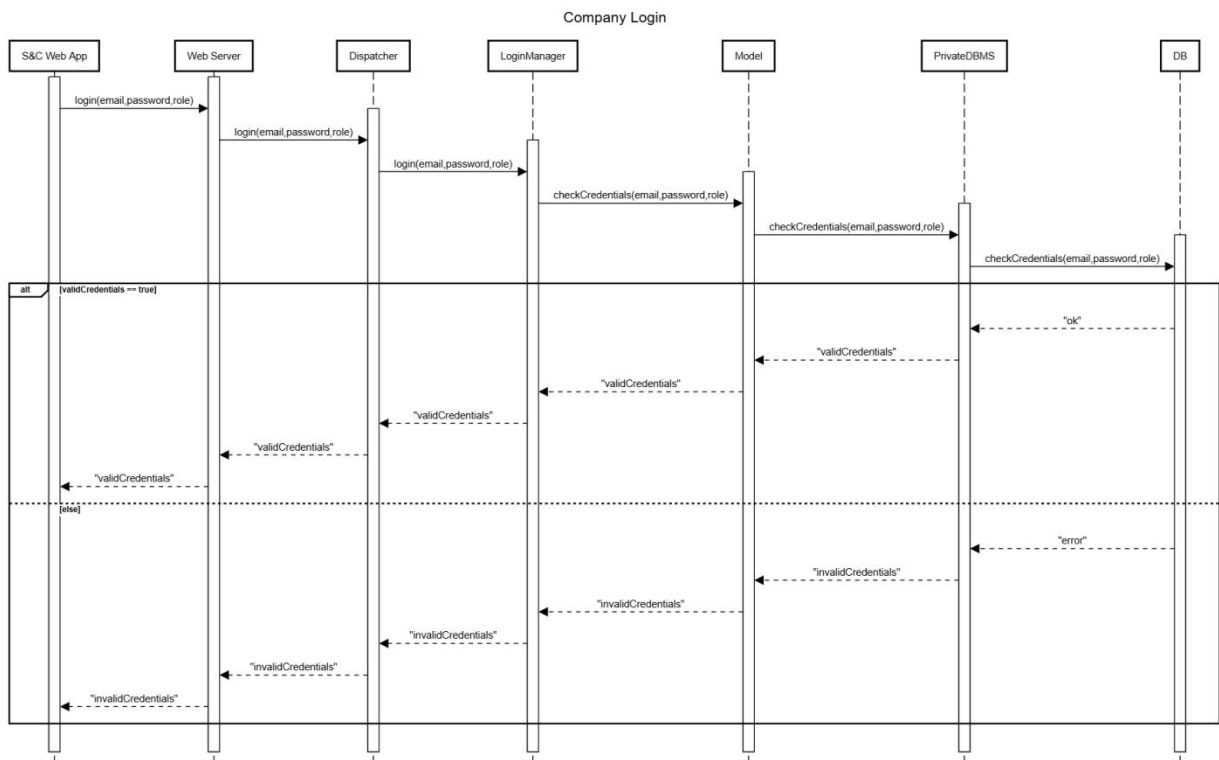 Company Login
S&C Web App
Web Server
Dispatcher
LoginManager
Model
PrivateDBMS
DB
login(email,password,role)
login(email,password,role)
login(email,password,role)
checkCredentials(email,password,role)
checkCredentials(email,password,role)
checkCredentials(email,password,role)
alt
[validCredentials == true]
"ok"
"validCredentials"
"validCredentials"
"validCredentials"
"validCredentials"
"validCredentials"
[else]
"error"
"invalidCredentials"
"invalidCredentials"
"invalidCredentials"
"invalidCredentials"
"invalidCredentials"